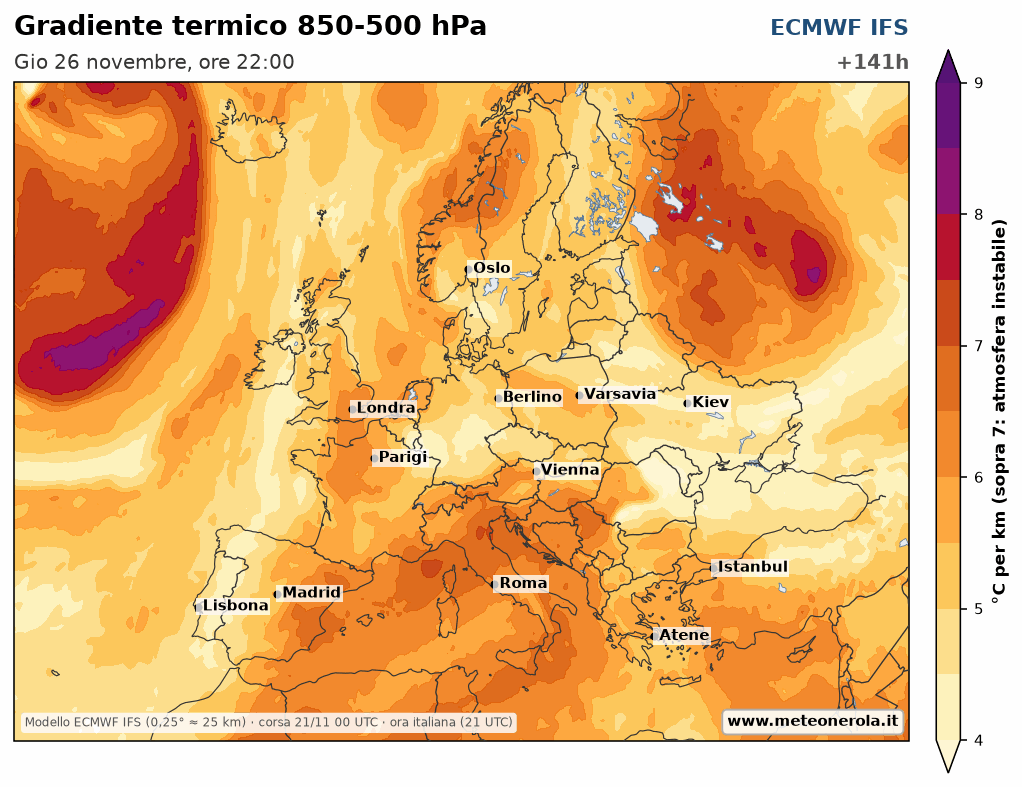 Gradiente termico 850-500 hPa
ECMWF IFS
Gio 26 novembre, ore 22:00
+141h
Oslo
Berlino
Varsavia
Kiev
Londra
Parigi
Vienna
Istanbul
Roma
Madrid
Lisbona
Atene
Modello ECMWF IFS (0,25° ≈ 25 km) · corsa 21/11 00 UTC · ora italiana (21 UTC)
www.meteonerola.it
9
8
7
6
5
4
°C per km (sopra 7: atmosfera instabile)